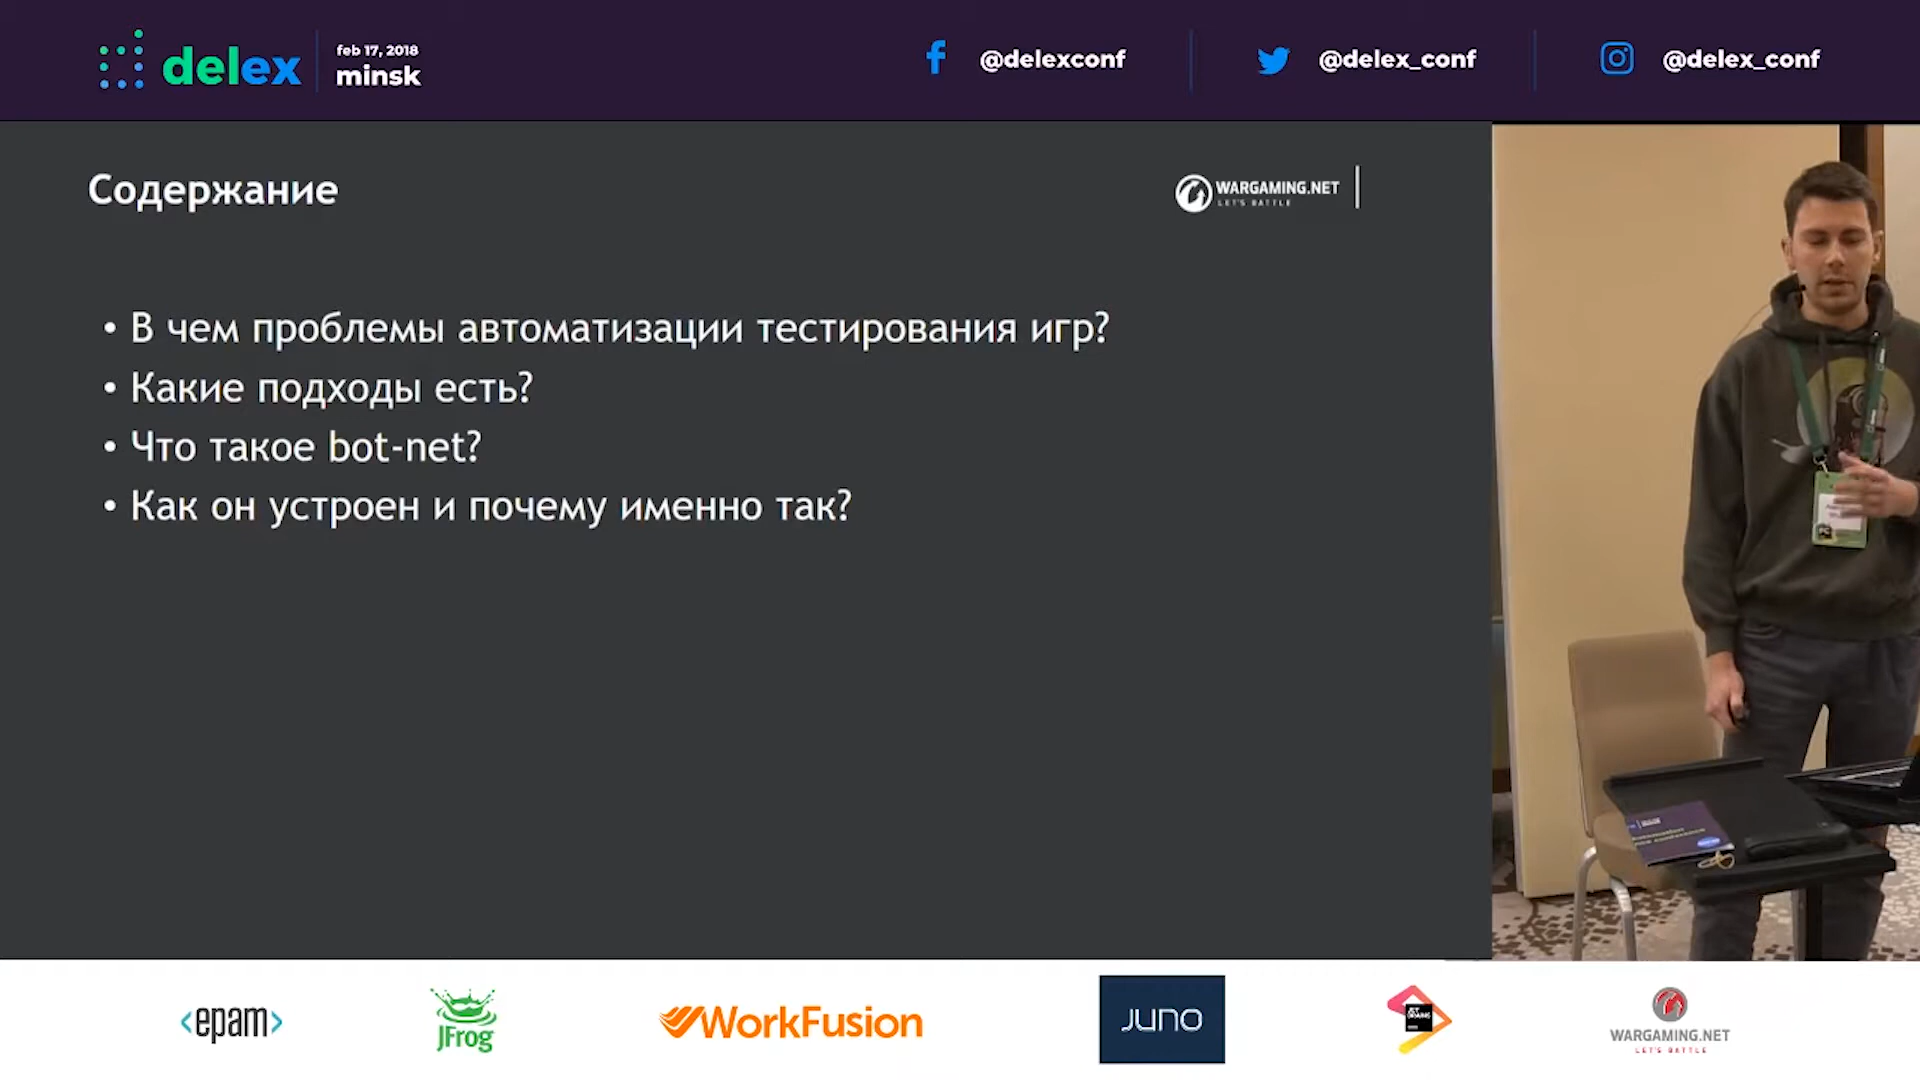 delex
feb 17, 2018
minsk
@delexconf
@delex_conf
@delex_conf
Содержание
WARGAMING.NET
LET'S BATTLE
• В чем проблемы автоматизации тестирования игр?
• Какие подходы есть?
• Что такое bot-net?
• Как он устроен и почему именно так?
<epam>
JFrog
WorkFusion
JUNO
JET
BRAINS
WARGAMING.NET
LET'S BATTLE